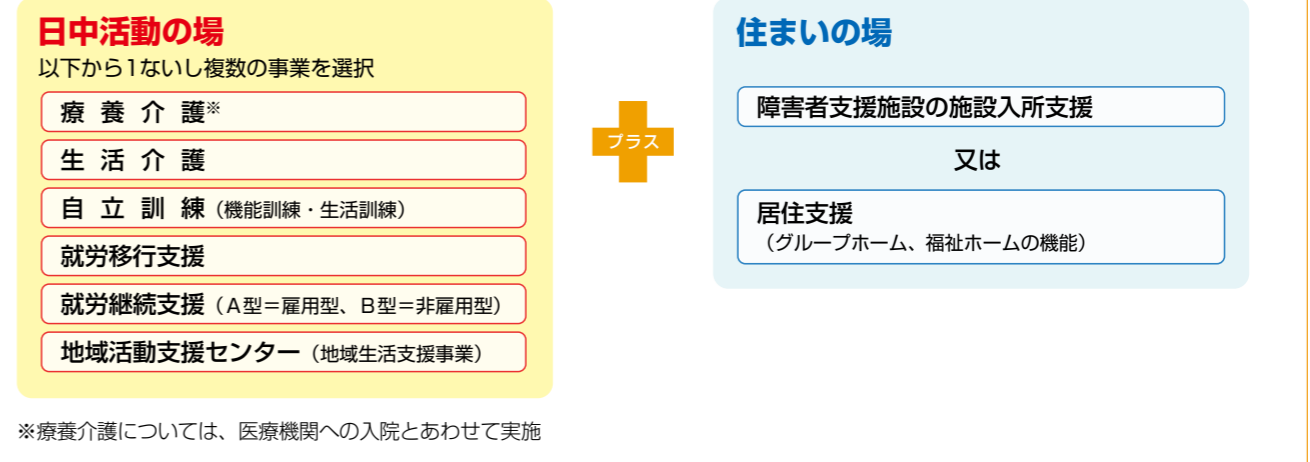 日中活動の場
以下から1ないし複数の事業を選択
療養介護※
生活介護
自立訓練（機能訓練・生活訓練）
就労移行支援
就労継続支援（A型＝雇用型、B型＝非雇用型）
地域活動支援センター（地域生活支援事業）
※療養介護については、医療機関への入院とあわせて実施
プラス
住まいの場
障害者支援施設の施設入所支援
又は
居住支援
（グループホーム、福祉ホームの機能）